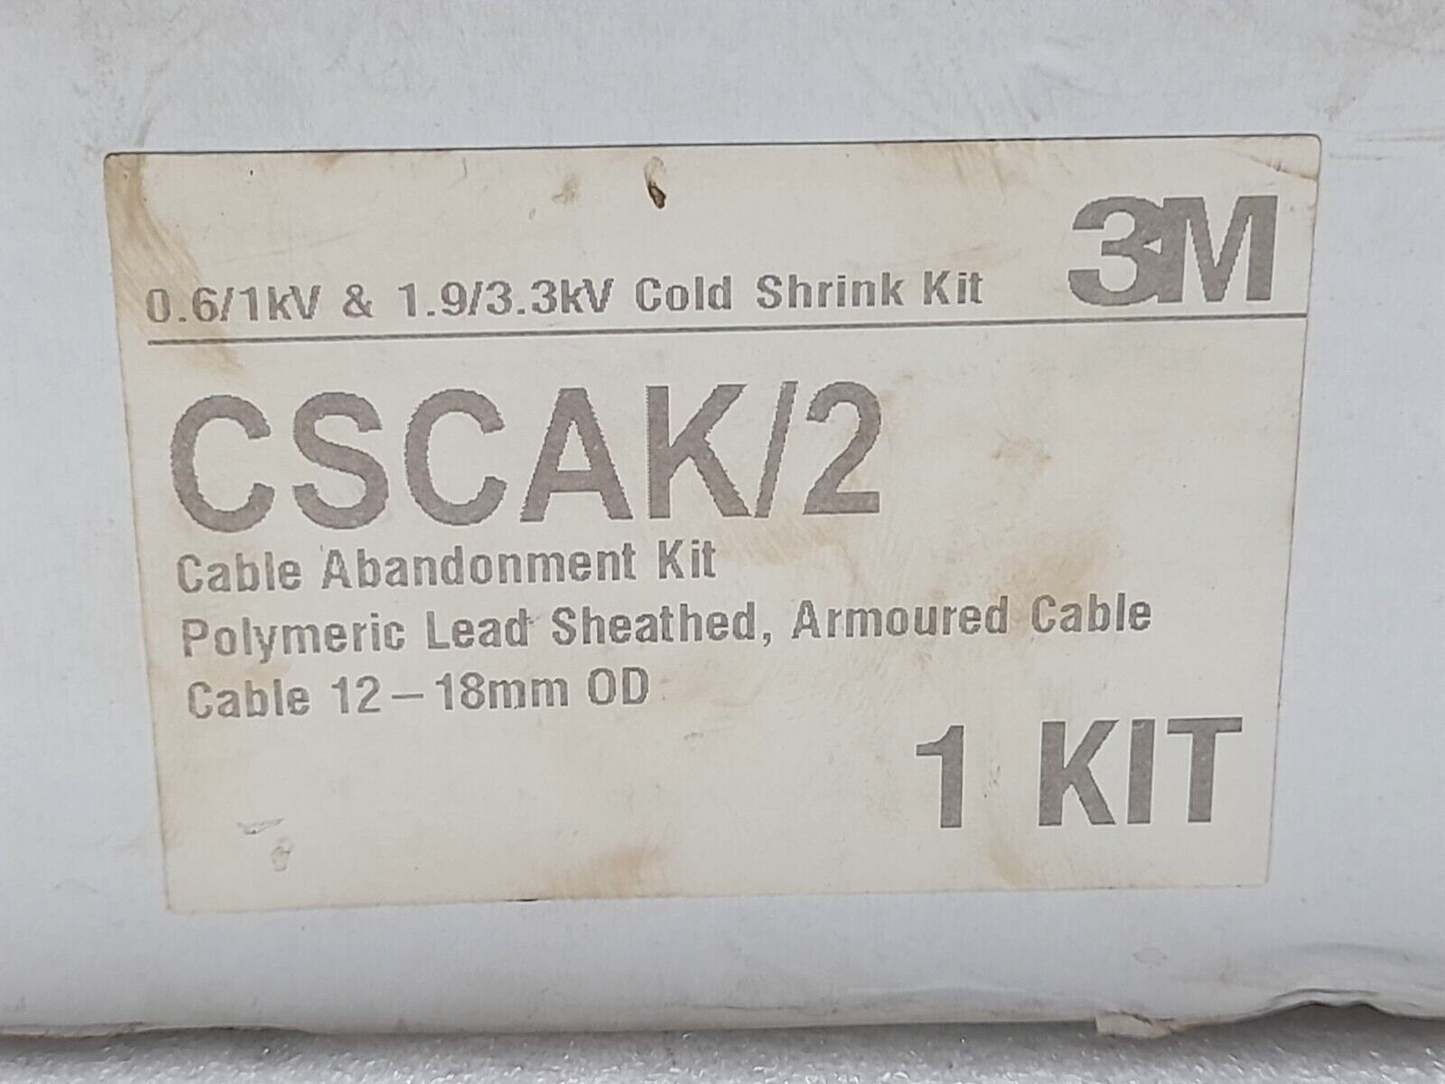 3M
0.6/1kV & 1.9/3.3kV Cold Shrink Kit
CSCAK/2
Cable Abandonment Kit
Polymeric Lead Sheathed, Armoured Cable
Cable 12 – 18mm OD
1 KIT